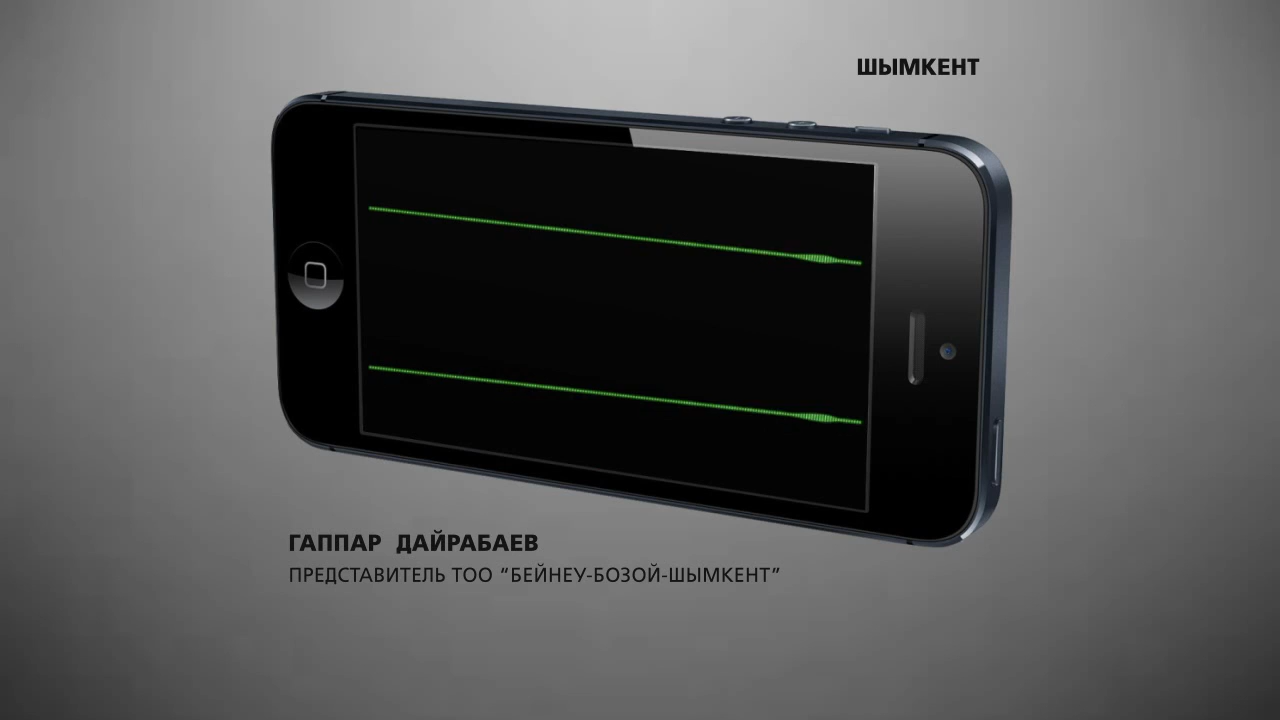 ШЫМКЕНТ
ГАППАР ДАЙРАБАЕВ
ПРЕДСТАВИТЕЛЬ ТОО “БЕЙНЕУ-БОЗОЙ-ШЫМКЕНТ”